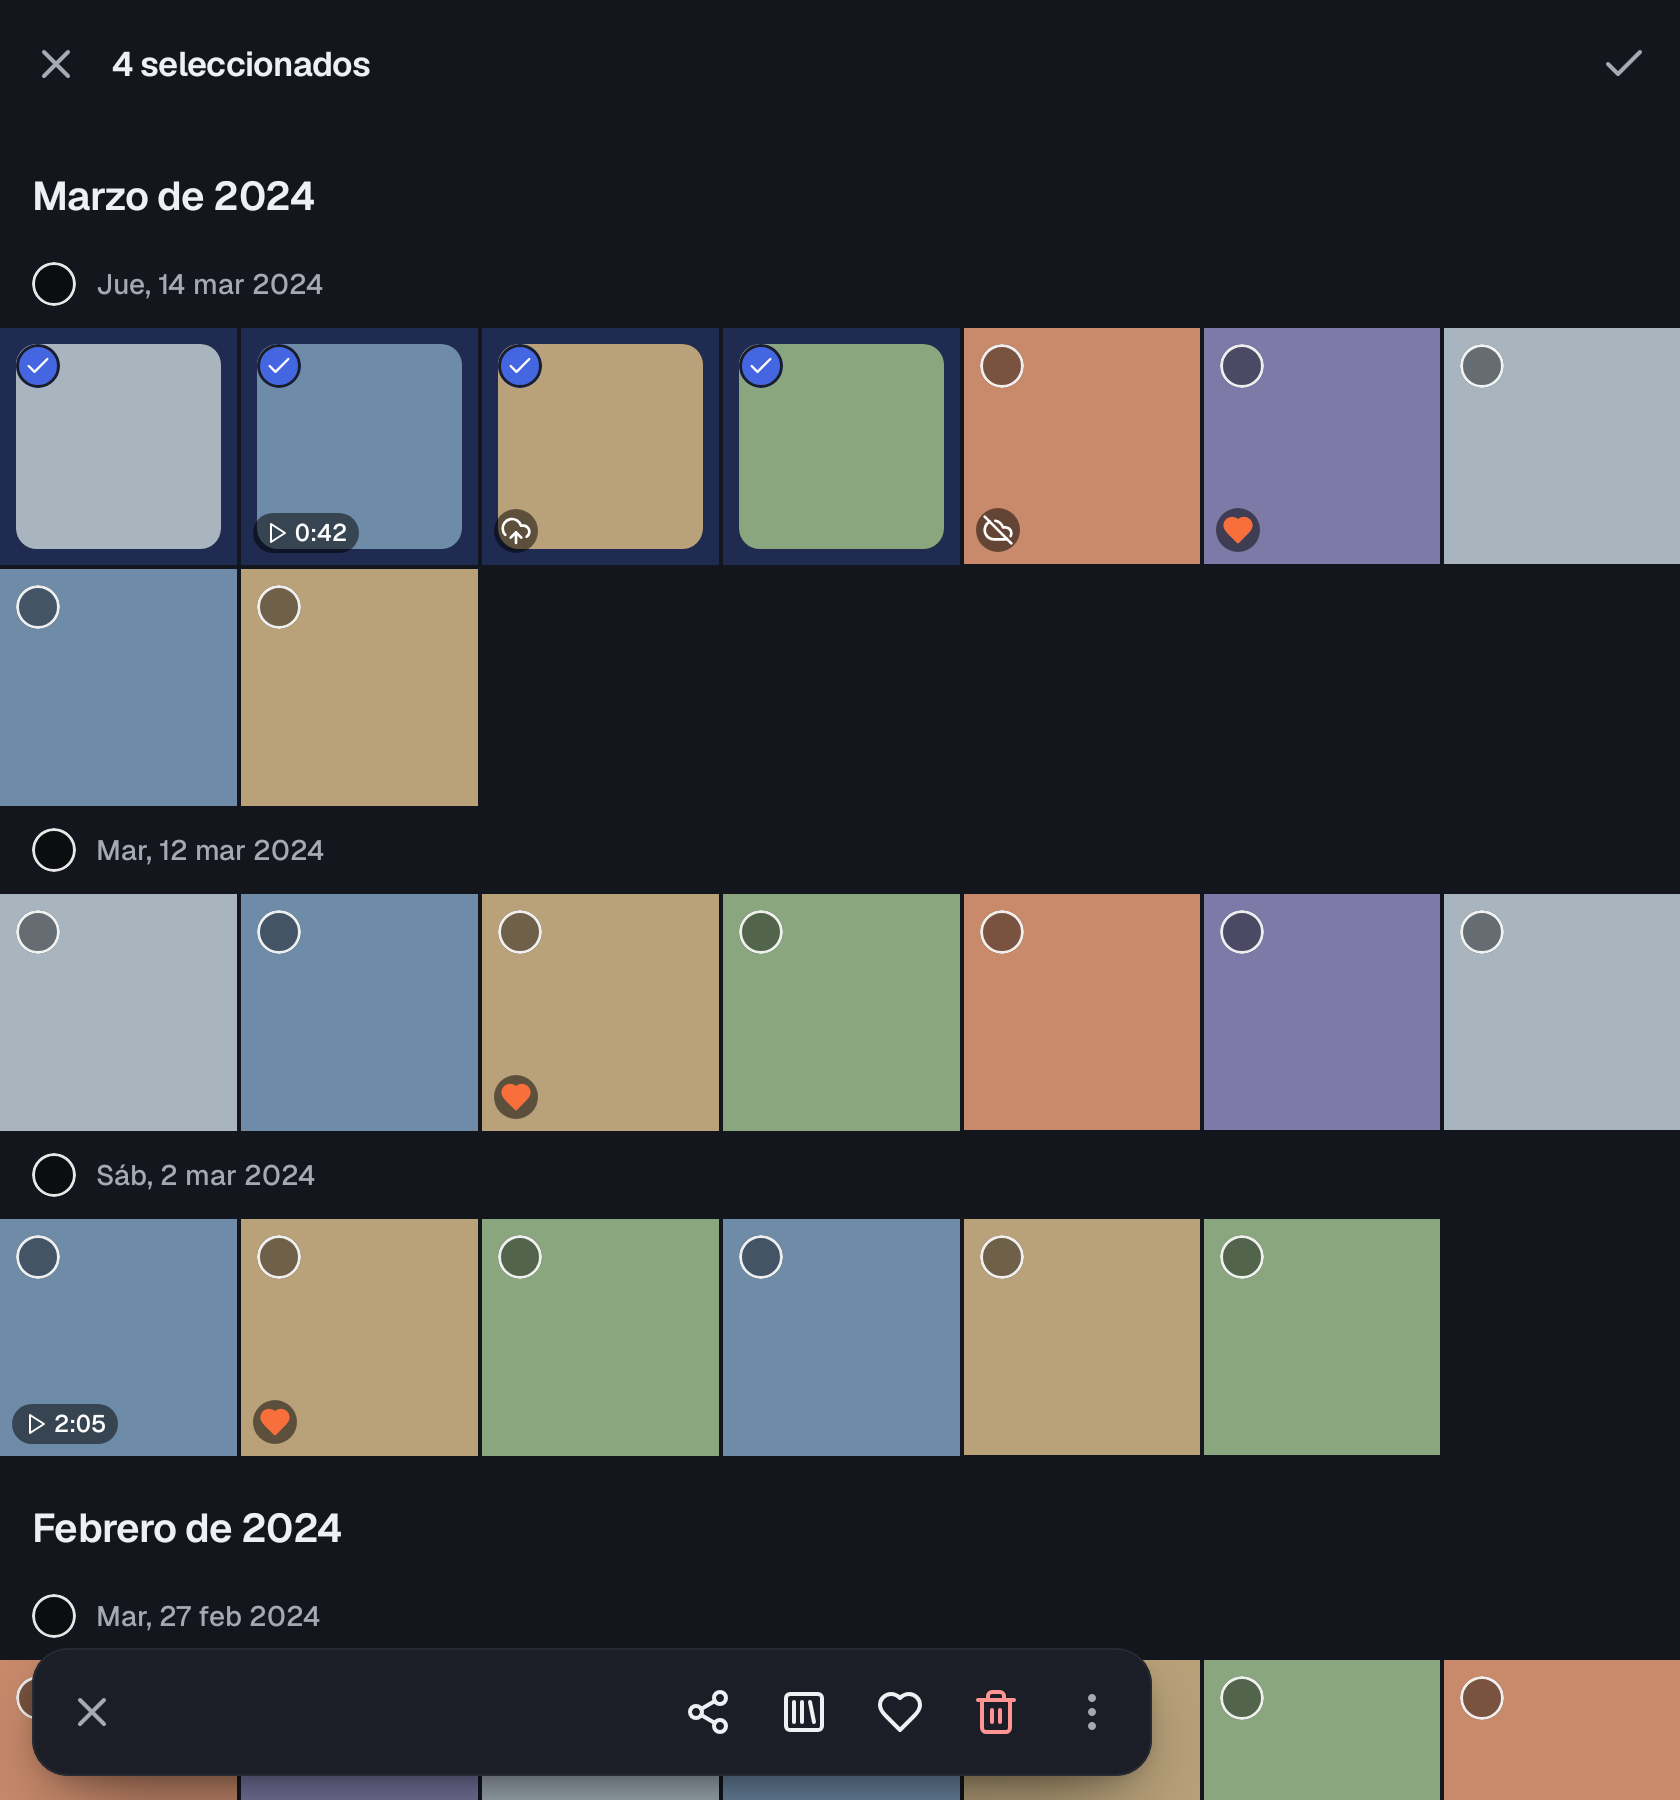 4 seleccionados
Marzo de 2024
Jue, 14 mar 2024
0:42
Mar, 12 mar 2024
Sáb, 2 mar 2024
2:05
Febrero de 2024
Mar, 27 feb 2024